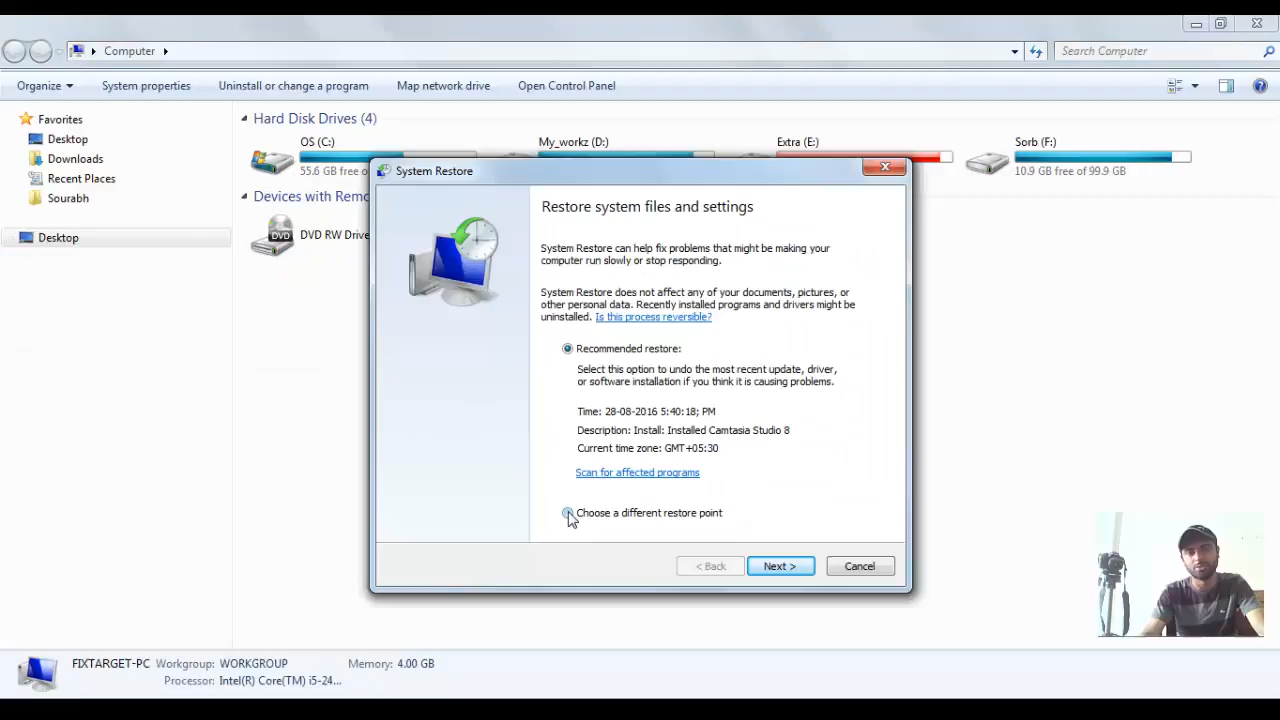 Computer
Search Computer
Organize
System properties
Uninstall or change a program
Map network drive
Open Control Panel
Favorites
Desktop
Downloads
Recent Places
Sourabh
Desktop
Hard Disk Drives (4)
OS (C:)
55.6 GB free o
My_workz (D:)
Extra (E:)
Sorb (F:)
10.9 GB free of 99.9 GB
Devices with Remo
DVD
DVD RW Drive
System Restore
Restore system files and settings
System Restore can help fix problems that might be making your
computer run slowly or stop responding.
System Restore does not affect any of your documents, pictures, or
other personal data. Recently installed programs and drivers might be
uninstalled. Is this process reversible?
Recommended restore:
Select this option to undo the most recent update, driver,
or software installation if you think it is causing problems.
Time: 28-08-2016 5:40:18; PM
Description: Install: Installed Camtasia Studio 8
Current time zone: GMT+05:30
Scan for affected programs
Choose a different restore point
< Back
Next >
Cancel
FIXTARGET-PC Workgroup: WORKGROUP Memory: 4.00 GB
Processor: Intel(R) Core(TM) i5-24...